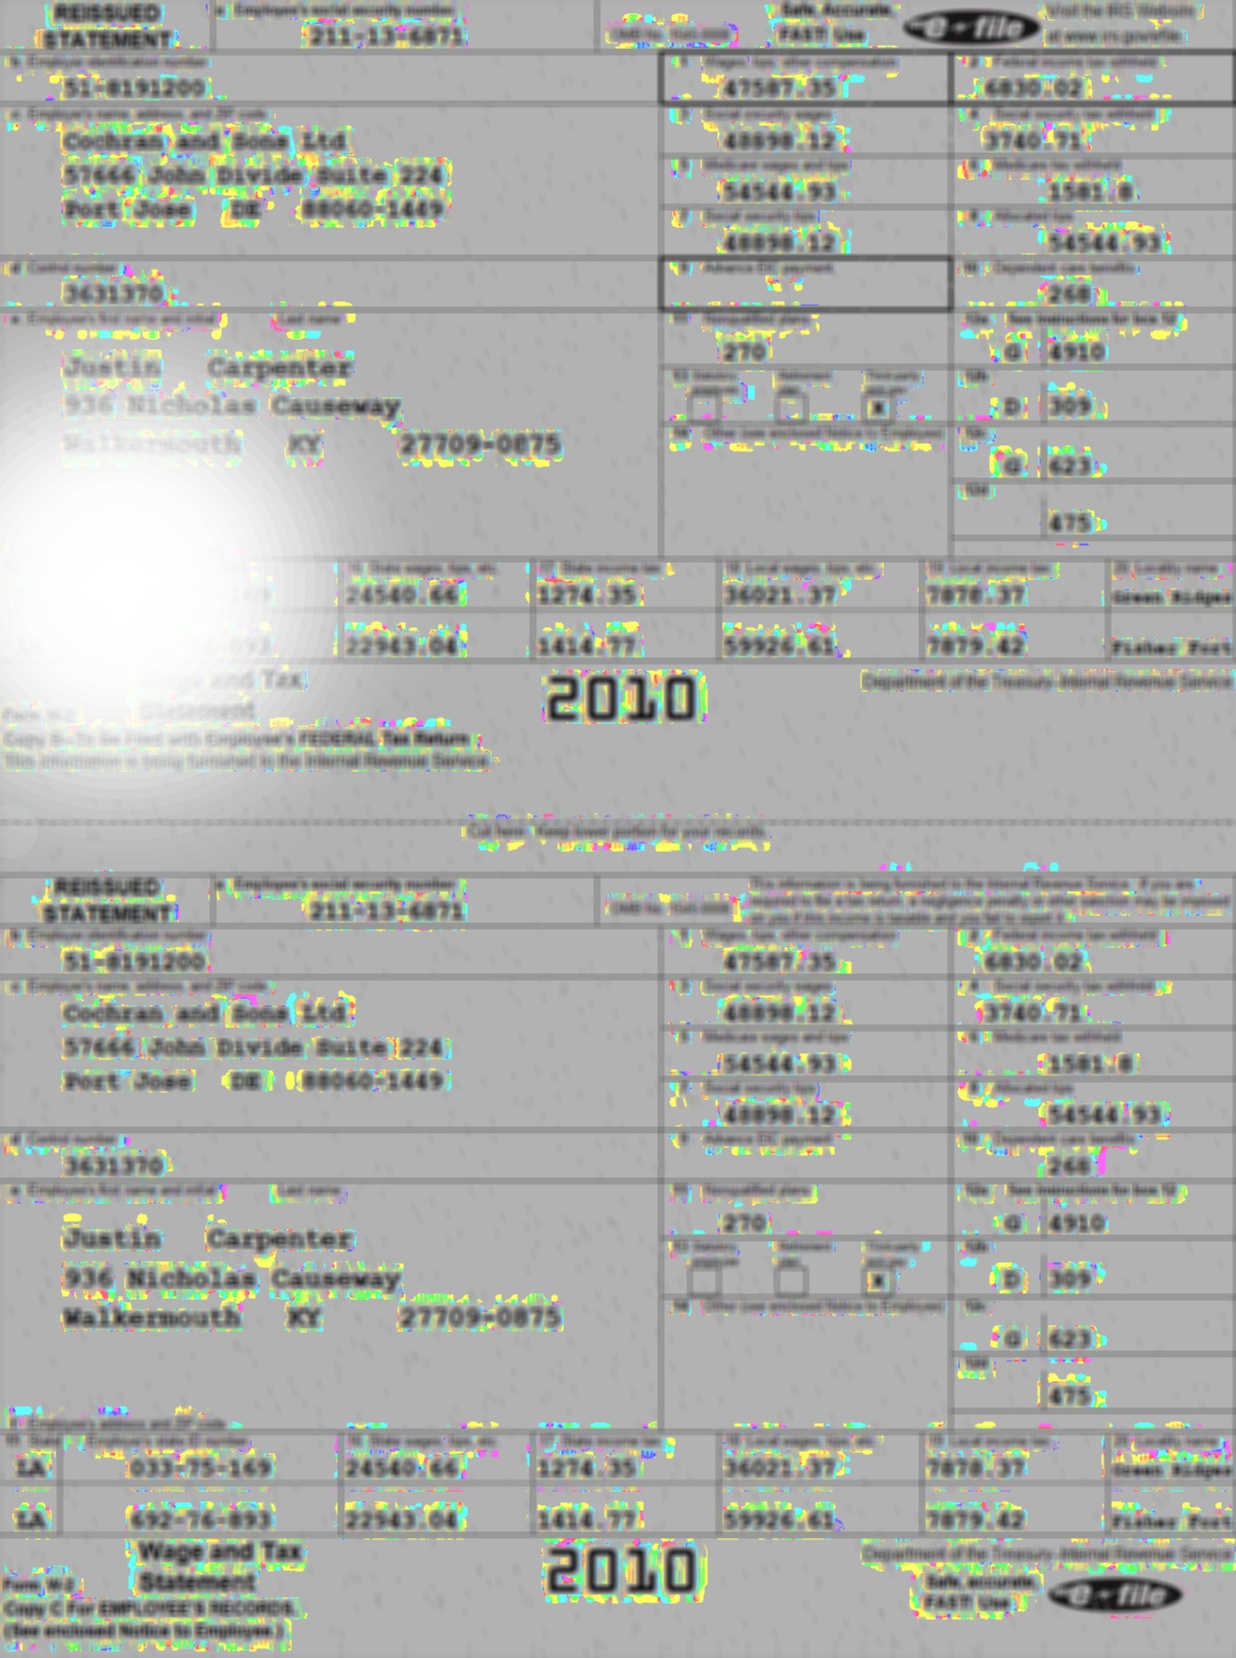 REISSUED STATEMENT
a Employee's social security number
211-13-6871
OMB No. 1545-0008
Safe, Accurate, FAST! Use
e-file
Visit the IRS Website at www.irs.gov/efile
b Employer identification number
51-8191200
1 Wages, tips, other compensation
47587.35
2 Federal income tax withheld
6830.02
c Employer's name, address, and ZIP code
Cochran and Sons Ltd
57666 John Divide Suite 224
Port Jose DE 88060-1449
3 Social security wages
48898.12
4 Social security tax withheld
3740.71
5 Medicare wages and tips
54544.93
6 Medicare tax withheld
1581.8
7 Social security tips
48898.12
8 Allocated tips
54544.93
d Control number
3631370
9 Advance EIC payment
10 Dependent care benefits
268
e Employee's first name and initial Last name
Justin Carpenter
936 Nicholas Causeway
Walkermouth KY 27709-0875
11 Nonqualified plans
270
12a See instructions for box 12
G 4910
13 Statutory employee Retirement plan Third-party sick pay
X
12b
D 309
14 Other (see enclosed Notice to Employee)
12c
G 623
12d
475
16 State wages, tips, etc.
17 State income tax
18 Local wages, tips, etc.
19 Local income tax
20 Locality name
24540.66 1274.35 36021.37 7878.37 Green Ridges
22943.04 1414.77 59926.61 7879.42 Fisher Port
Form W-2
Wage and Tax Statement
2010
Department of the Treasury-Internal Revenue Service
Copy B-To be Filed with Employee's FEDERAL Tax Return
This information is being furnished to the Internal Revenue Service.
Cut here. Keep lower portion for your records.
REISSUED STATEMENT
a Employee's social security number
211-13-6871
OMB No. 1545-0008
This information is being furnished to the Internal Revenue Service. If you are
required to file a tax return, a negligence penalty or other sanction may be imposed
on you if this income is taxable and you fail to report it.
b Employer identification number
51-8191200
1 Wages, tips, other compensation
47587.35
2 Federal income tax withheld
6830.02
c Employer's name, address, and ZIP code
Cochran and Sons Ltd
57666 John Divide Suite 224
Port Jose DE 88060-1449
3 Social security wages
48898.12
4 Social security tax withheld
3740.71
5 Medicare wages and tips
54544.93
6 Medicare tax withheld
1581.8
7 Social security tips
48898.12
8 Allocated tips
54544.93
d Control number
3631370
9 Advance EIC payment
10 Dependent care benefits
268
e Employee's first name and initial Last name
Justin Carpenter
936 Nicholas Causeway
Walkermouth KY 27709-0875
11 Nonqualified plans
270
12a See instructions for box 12
G 4910
13 Statutory employee Retirement plan Third-party sick pay
X
12b
D 309
14 Other (see enclosed Notice to Employee)
12c
G 623
12d
475
f Employee's address and ZIP code
15 State Employer's state ID number
16 State wages, tips, etc.
17 State income tax
18 Local wages, tips, etc.
19 Local income tax
20 Locality name
LA 033-75-169 24540.66 1274.35 36021.37 7878.37 Green Ridges
LA 692-76-893 22943.04 1414.77 59926.61 7879.42 Fisher Port
Form W-2
Wage and Tax Statement
2010
Department of the Treasury-Internal Revenue Service
Copy C For EMPLOYEE'S RECORDS
(See enclosed Notice to Employee.)
Safe, accurate, FAST! Use
e-file